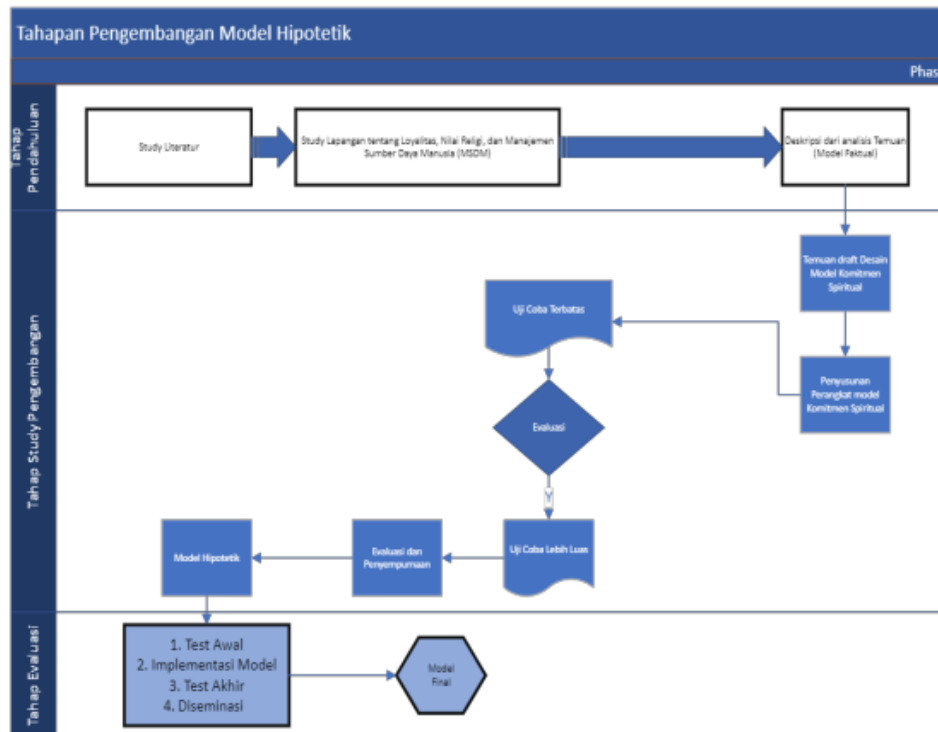 Tahapan Pengembangan Model Hipotetik
Phas
Tahap
Pendahuluan
Study Literatur
Study Lapangan tentang Loyalitas, Nilai Religi, dan Manajemen
Sumber Daya Manusia (MSDM)
Deskripsi dari analisis Temuan
(Model Faktual)
Tahap Study Pengembangan
Temuan draft Desain
Model Komitmen
Spiritual
Penyusunan
Perangkat model
Komitmen Spiritual
Uji Coba Terbatas
Evaluasi
Y
Uji Coba Lebih Luas
Evaluasi dan
Penyempurnaan
Model Hipotetik
Tahap Evaluasi
1. Test Awal
2. Implementasi Model
3. Test Akhir
4. Diseminasi
Model
Final